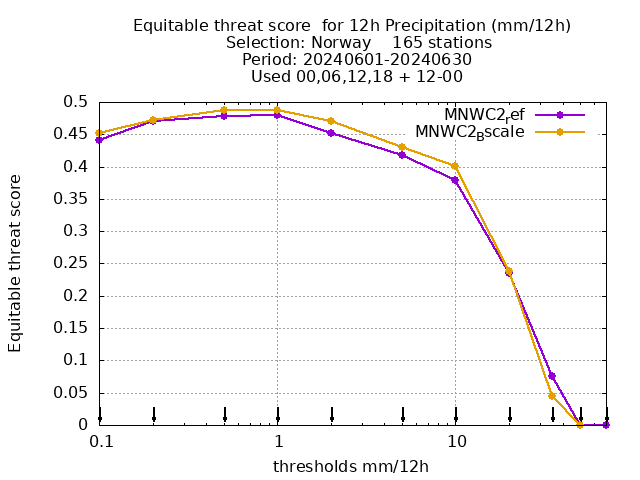 Equitable threat score  for 12h Precipitation (mm/12h)
Selection: Norway    165 stations
Period: 20240601-20240630
Used 00,06,12,18 + 12-00
MNWC2ref
MNWC2Bscale
0.5
0.45
0.4
0.35
0.3
0.25
0.2
0.15
0.1
0.05
0
0.1
1
10
Equitable threat score
thresholds mm/12h